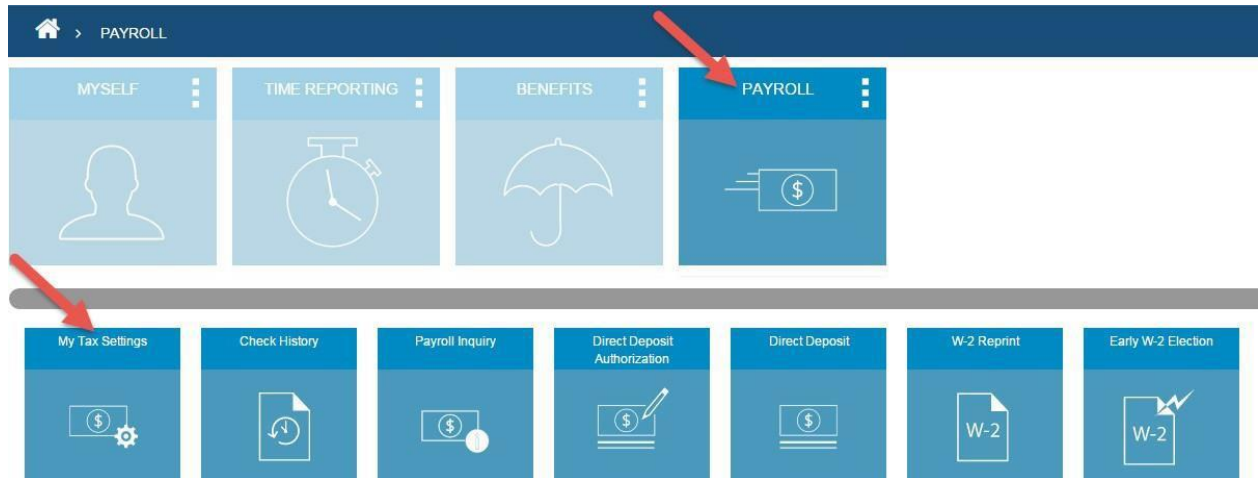 > PAYROLL
MYSELF
TIME REPORTING
BENEFITS
PAYROLL
$
My Tax Settings
Check History
Payroll Inquiry
Direct Deposit
Authorization
Direct Deposit
W-2 Reprint
Early W-2 Election
$
$
$
$
W-2
W-2